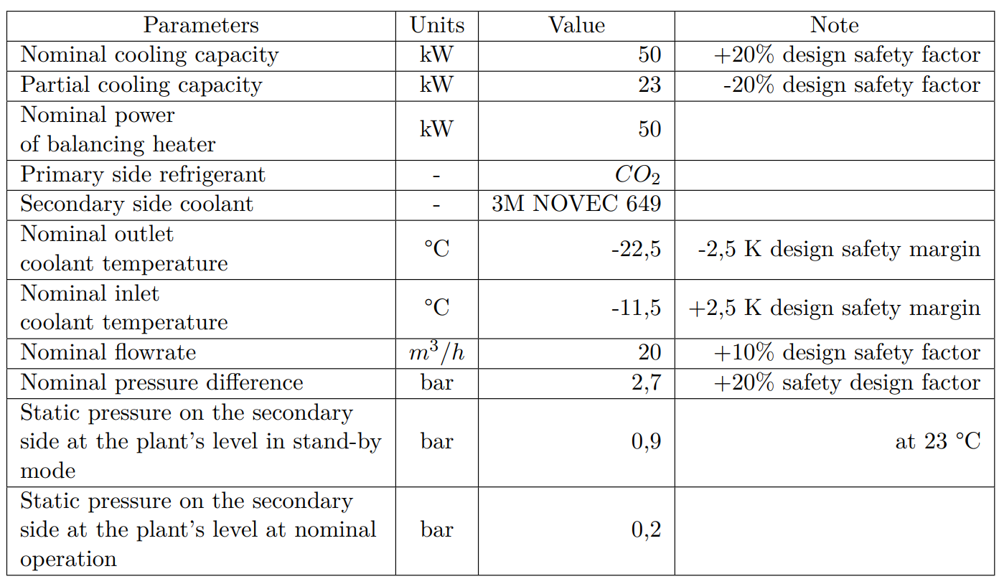 Parameters Units Value Note
Nominal cooling capacity kW 50 +20% design safety factor
Partial cooling capacity kW 23 -20% design safety factor
Nominal power
of balancing heater kW 50
Primary side refrigerant - CO₂
Secondary side coolant - 3M NOVEC 649
Nominal outlet
coolant temperature °C -22,5 -2,5 K design safety margin
Nominal inlet
coolant temperature °C -11,5 +2,5 K design safety margin
Nominal flowrate m³/h 20 +10% design safety factor
Nominal pressure difference bar 2,7 +20% safety design factor
Static pressure on the secondary
side at the plant's level in stand-by bar 0,9 at 23 °C
mode
Static pressure on the secondary
side at the plant's level at nominal bar 0,2
operation